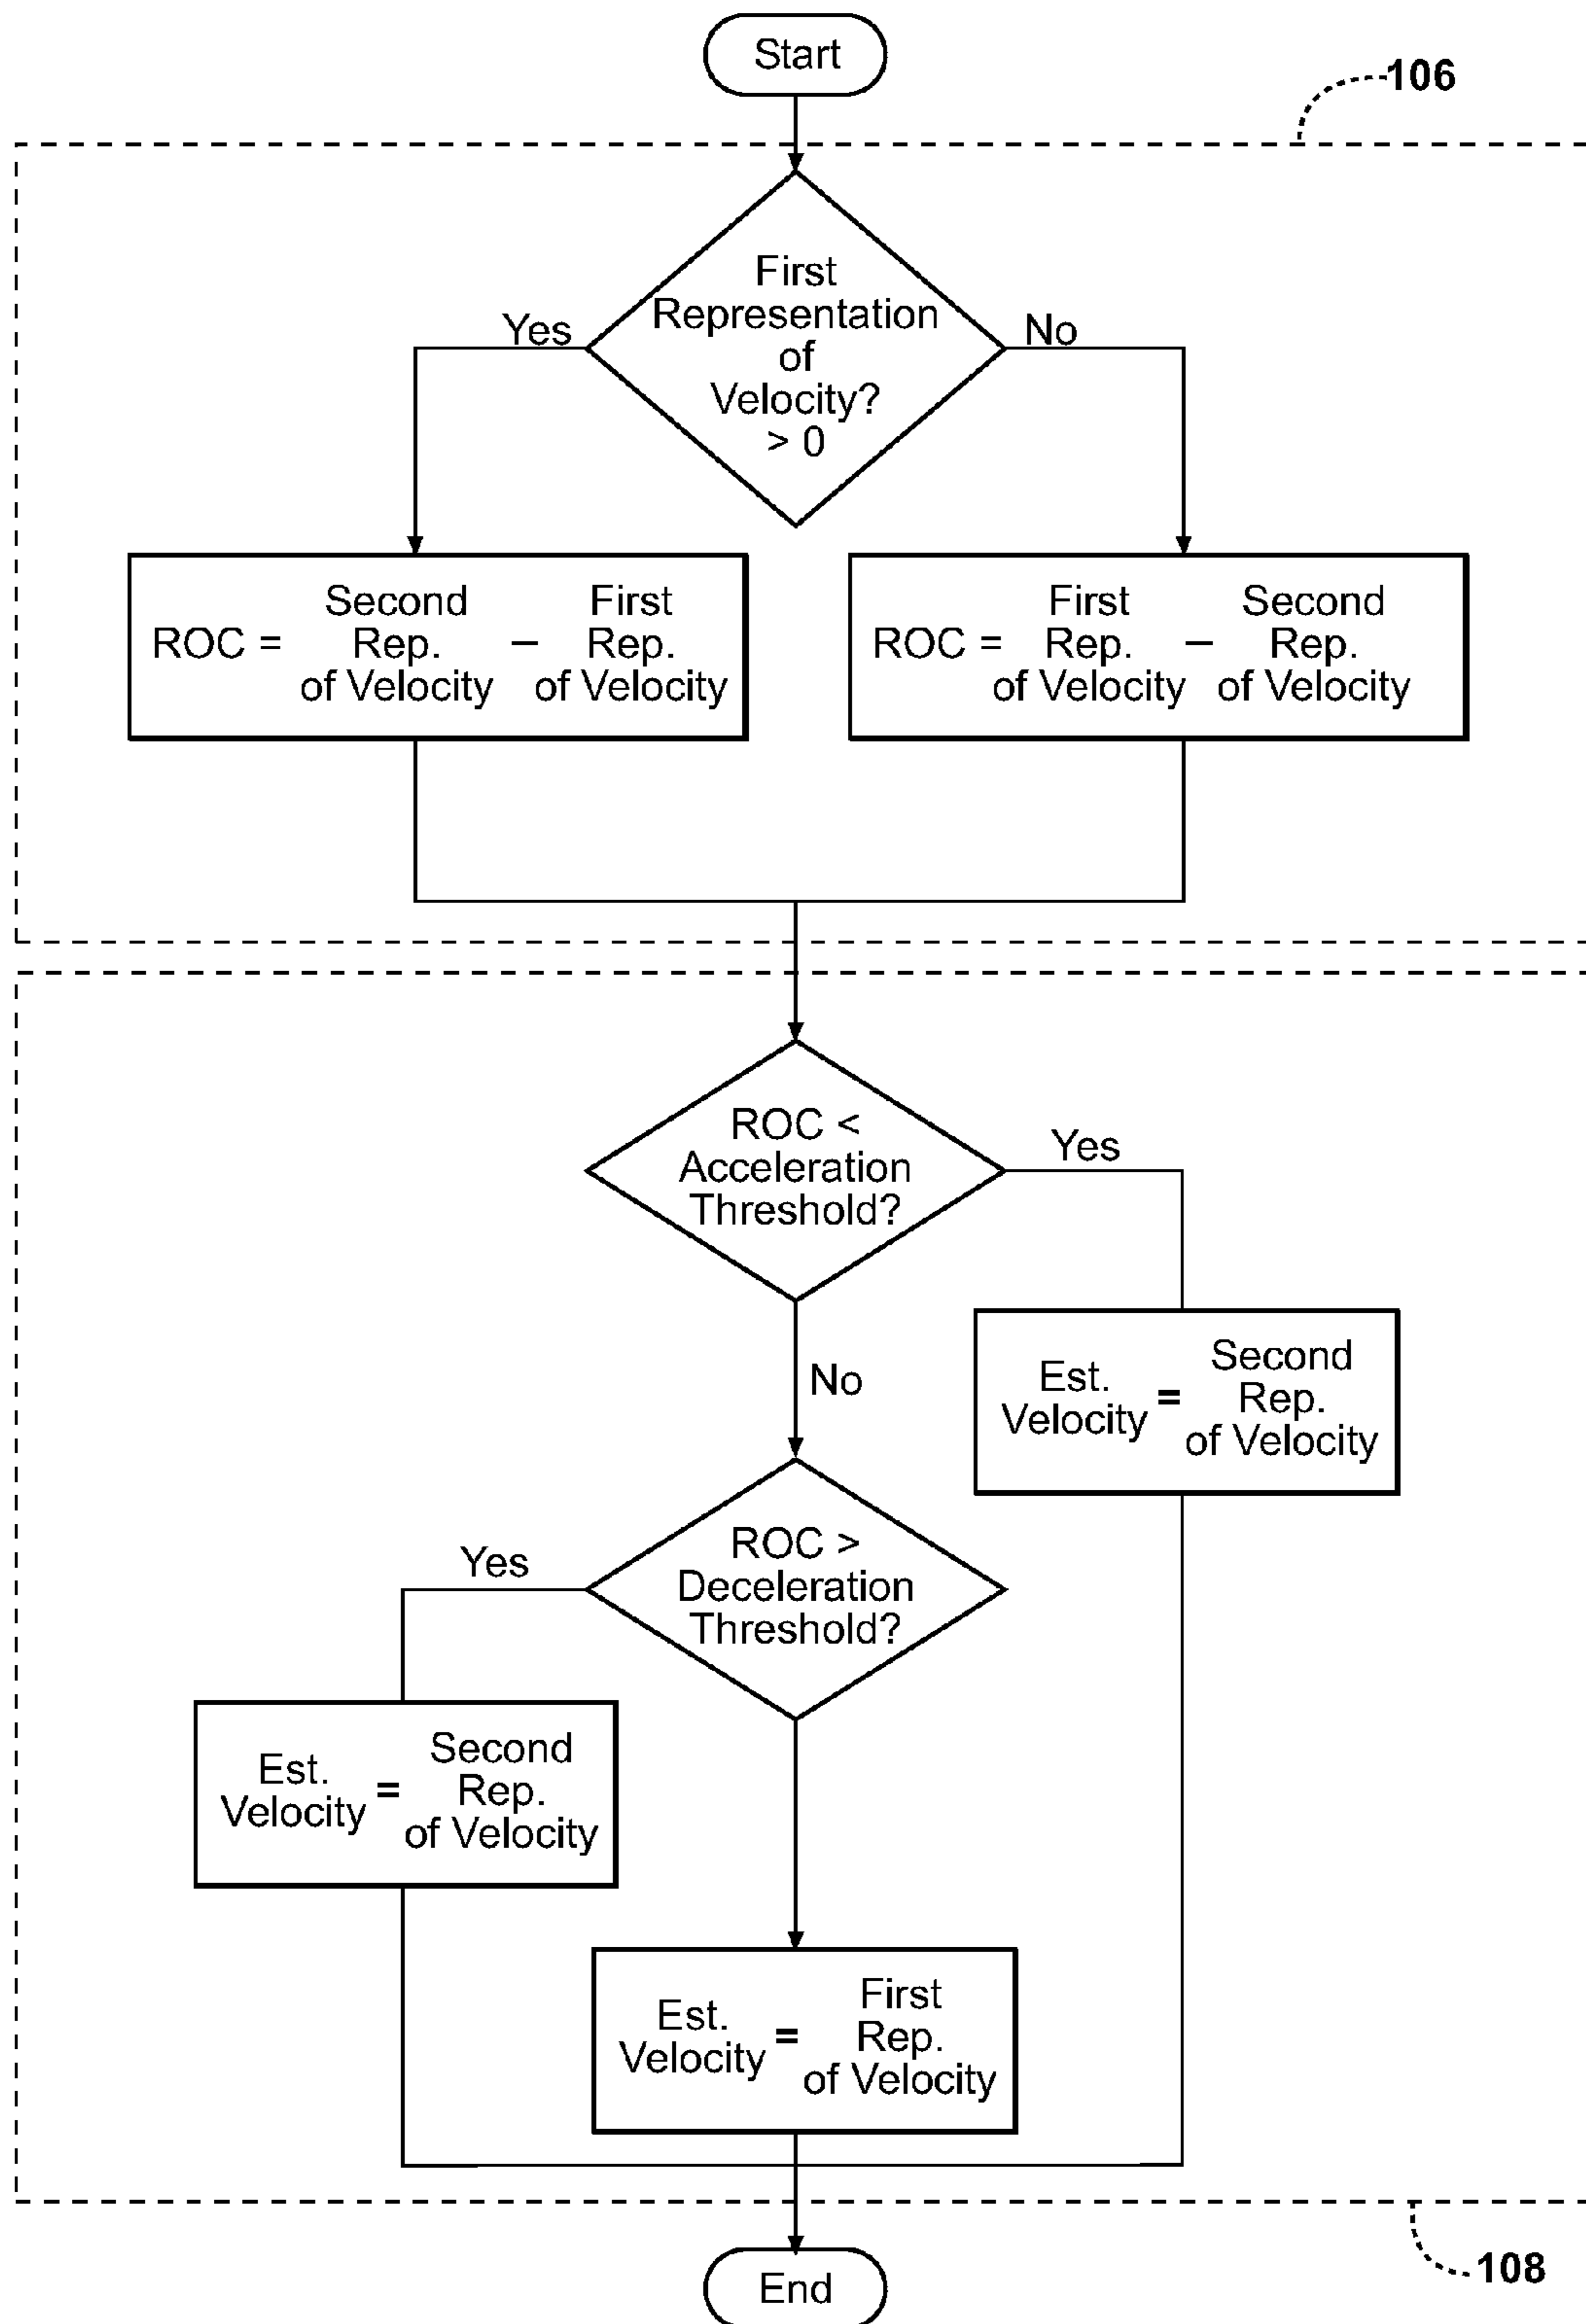 Start
106
First
Representation
of
Velocity?
> 0
Yes
No
Second
Rep.
of Velocity
First
Rep.
of Velocity
ROC =
–
First
Rep.
of Velocity
Second
Rep.
of Velocity
ROC =
–
ROC <
Acceleration
Threshold?
Yes
No
Est.
Velocity
=
Second
Rep.
of Velocity
ROC >
Deceleration
Threshold?
Yes
Est.
Velocity
=
Second
Rep.
of Velocity
Est.
Velocity
=
First
Rep.
of Velocity
108
End